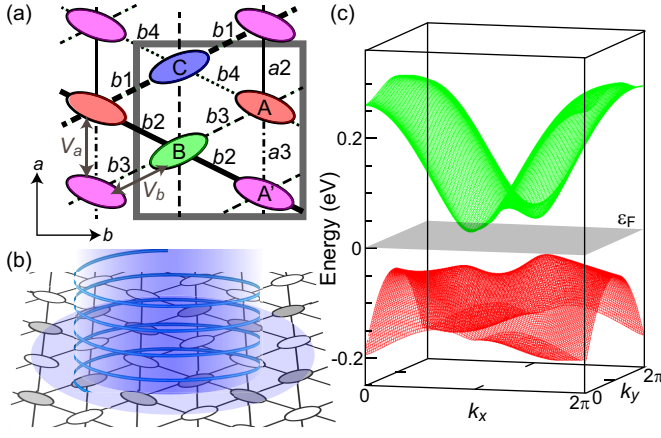 (a)
b1
b1
b4
b4
C
a2
A
b2
b3
B
a3
Va
b3
b2
Vb
A'
a
b
(b)
(c)
Energy (eV)
0.2
0
-0.2
εF
0
kx
2π
0
ky
2π